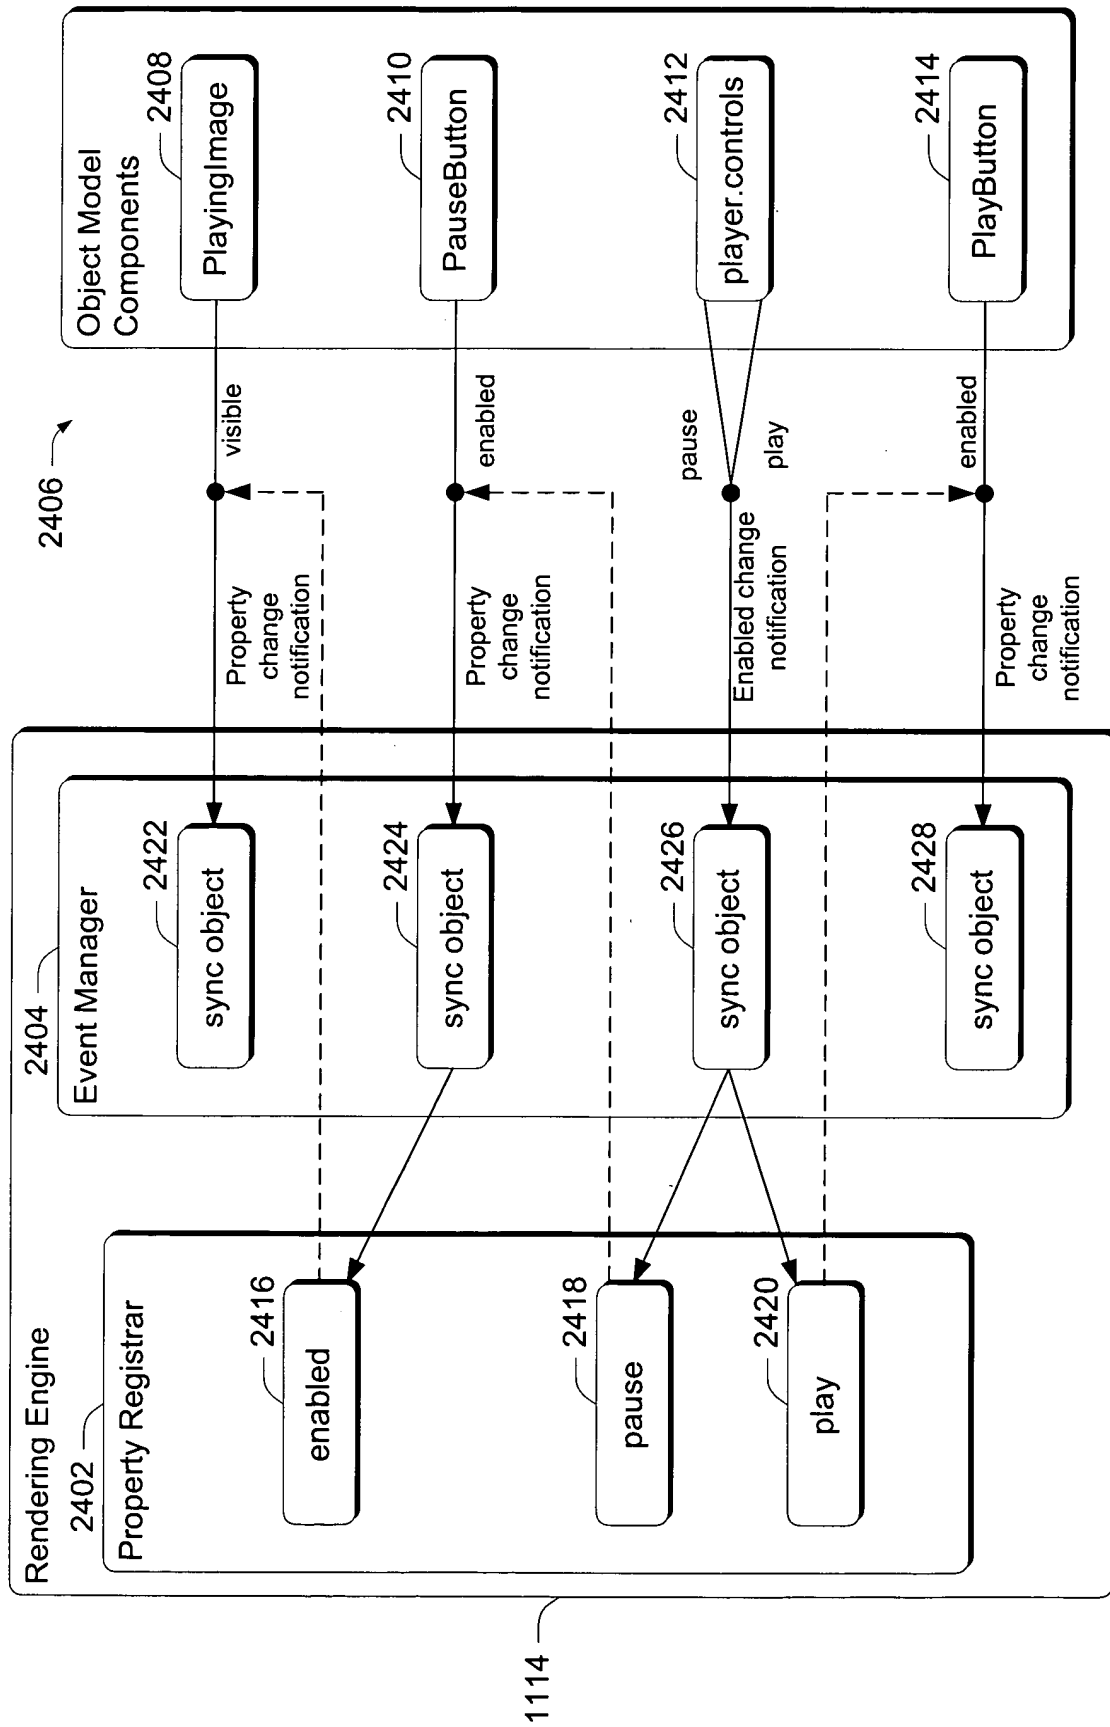 Rendering Engine
1114
2402
Property Registrar
2416
enabled
2418
pause
2420
play
2404
Event Manager
2422
sync object
2424
sync object
2426
sync object
2428
sync object
2406
Property
change
notification
visible
Property
change
notification
enabled
Enabled change
notification
pause
play
Property
change
notification
enabled
Object Model
Components
2408
PlayingImage
2410
PauseButton
2412
player.controls
2414
PlayButton